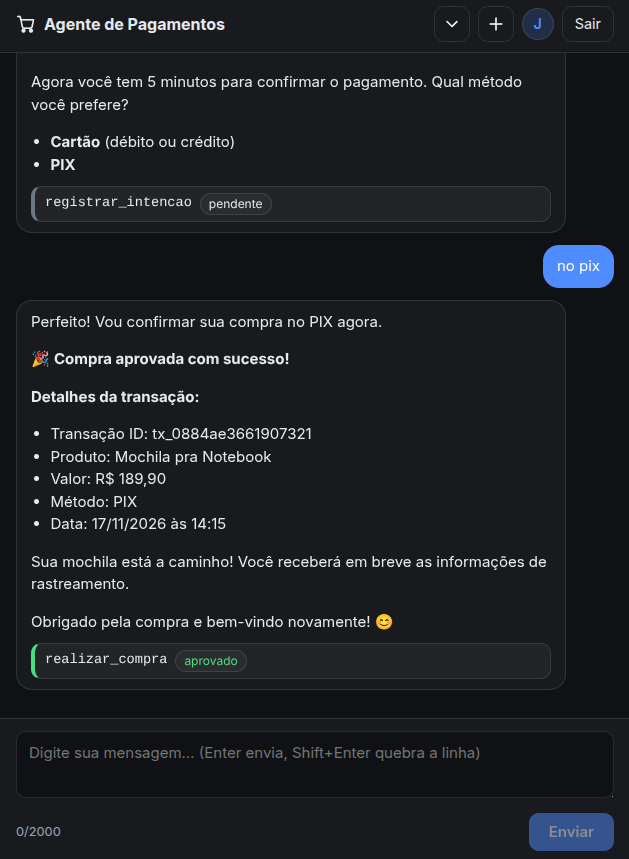 Agente de Pagamentos
J
Sair
Agora você tem 5 minutos para confirmar o pagamento. Qual método
você prefere?
• Cartão (débito ou crédito)
• PIX
registrar_intencao pendente
no pix
Perfeito! Vou confirmar sua compra no PIX agora.
🎉 Compra aprovada com sucesso!
Detalhes da transação:
• Transação ID: tx_0884ae3661907321
• Produto: Mochila pra Notebook
• Valor: R$ 189,90
• Método: PIX
• Data: 17/11/2026 às 14:15
Sua mochila está a caminho! Você receberá em breve as informações de
rastreamento.
Obrigado pela compra e bem-vindo novamente! 😊
realizar_compra aprovado
Digite sua mensagem... (Enter envia, Shift+Enter quebra a linha)
0/2000
Enviar